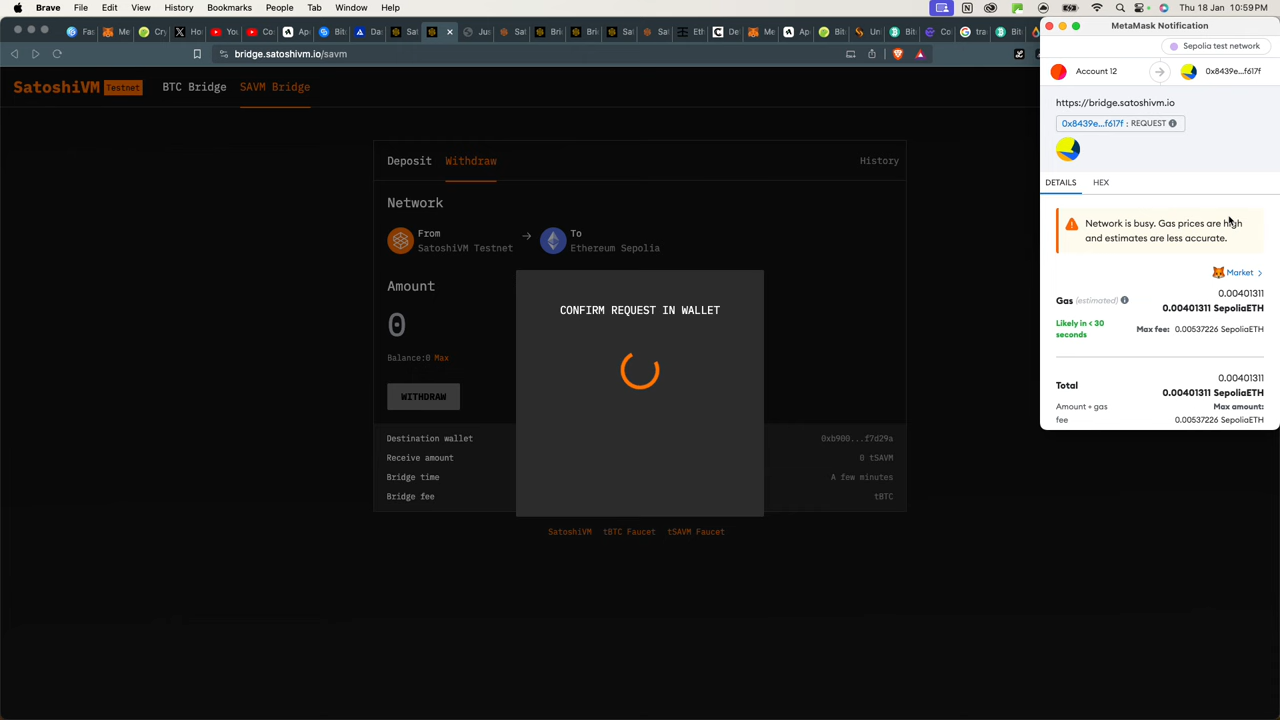 Brave File Edit View History Bookmarks People Tab Window Help
Thu 18 Jan 10:59PM
bridge.satoshivm.io/savm
SatoshiVM Testnet BTC Bridge SAVM Bridge
Deposit Withdraw History
Network
From
SatoshiVM Testnet
To
Ethereum Sepolia
Amount
0
Balance:0 Max
WITHDRAW
Destination wallet 0xb900...f7d29a
Receive amount 0 tSAVM
Bridge time A few minutes
Bridge fee tBTC
SatoshiVM tBTC Faucet tSAVM Faucet
CONFIRM REQUEST IN WALLET
MetaMask Notification
Sepolia test network
Account 12 0x8439e...f617f
https://bridge.satoshivm.io
0x8439e...f617f : REQUEST
DETAILS HEX
Network is busy. Gas prices are high
and estimates are less accurate.
Market
Gas (estimated) 0.00401311
0.00401311 SepoliaETH
Likely in < 30
seconds
Max fee: 0.00537226 SepoliaETH
Total 0.00401311
0.00401311 SepoliaETH
Amount + gas
fee
Max amount:
0.00537226 SepoliaETH